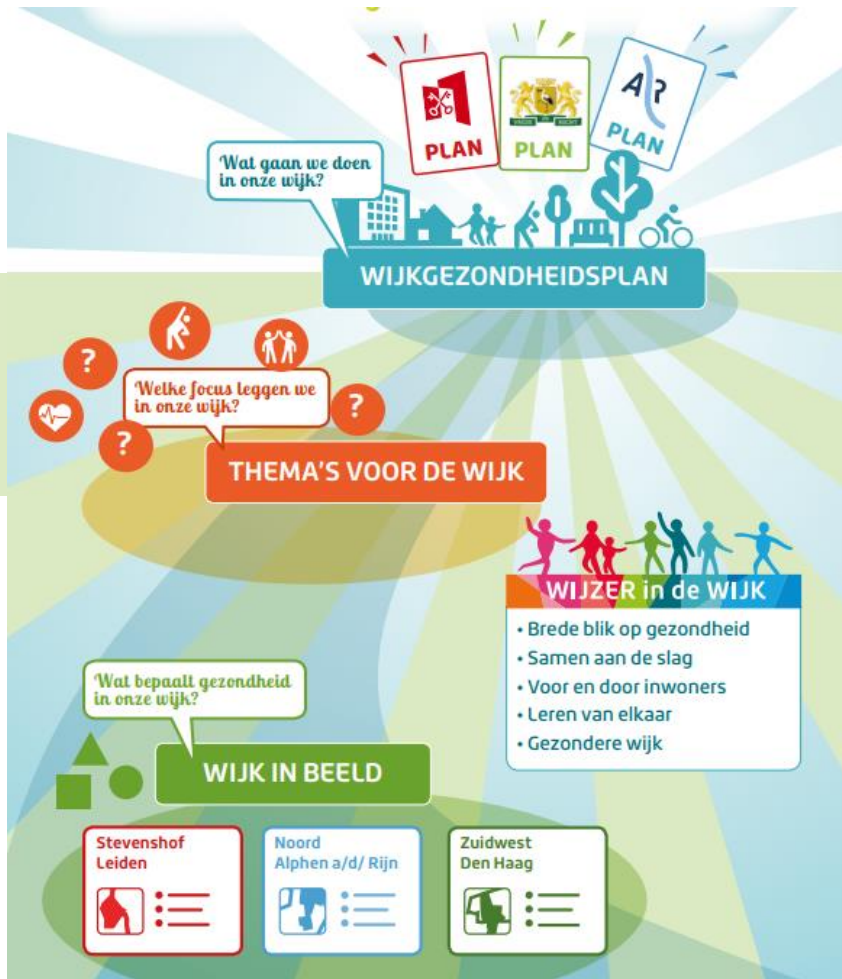 PLAN
PLAN
A R
PLAN
Wat gaan we doen
in onze wijk?
WIJKGEZONDHEIDSPLAN
?
?
?
Welke focus leggen we
in onze wijk?
THEMA'S VOOR DE WIJK
WIJZER in de WIJK
• Brede blik op gezondheid
• Samen aan de slag
• Voor en door inwoners
• Leren van elkaar
• Gezondere wijk
Wat bepaalt gezondheid
in onze wijk?
WIJK IN BEELD
Stevenshof
Leiden
Noord
Alphen a/d/ Rijn
Zuidwest
Den Haag